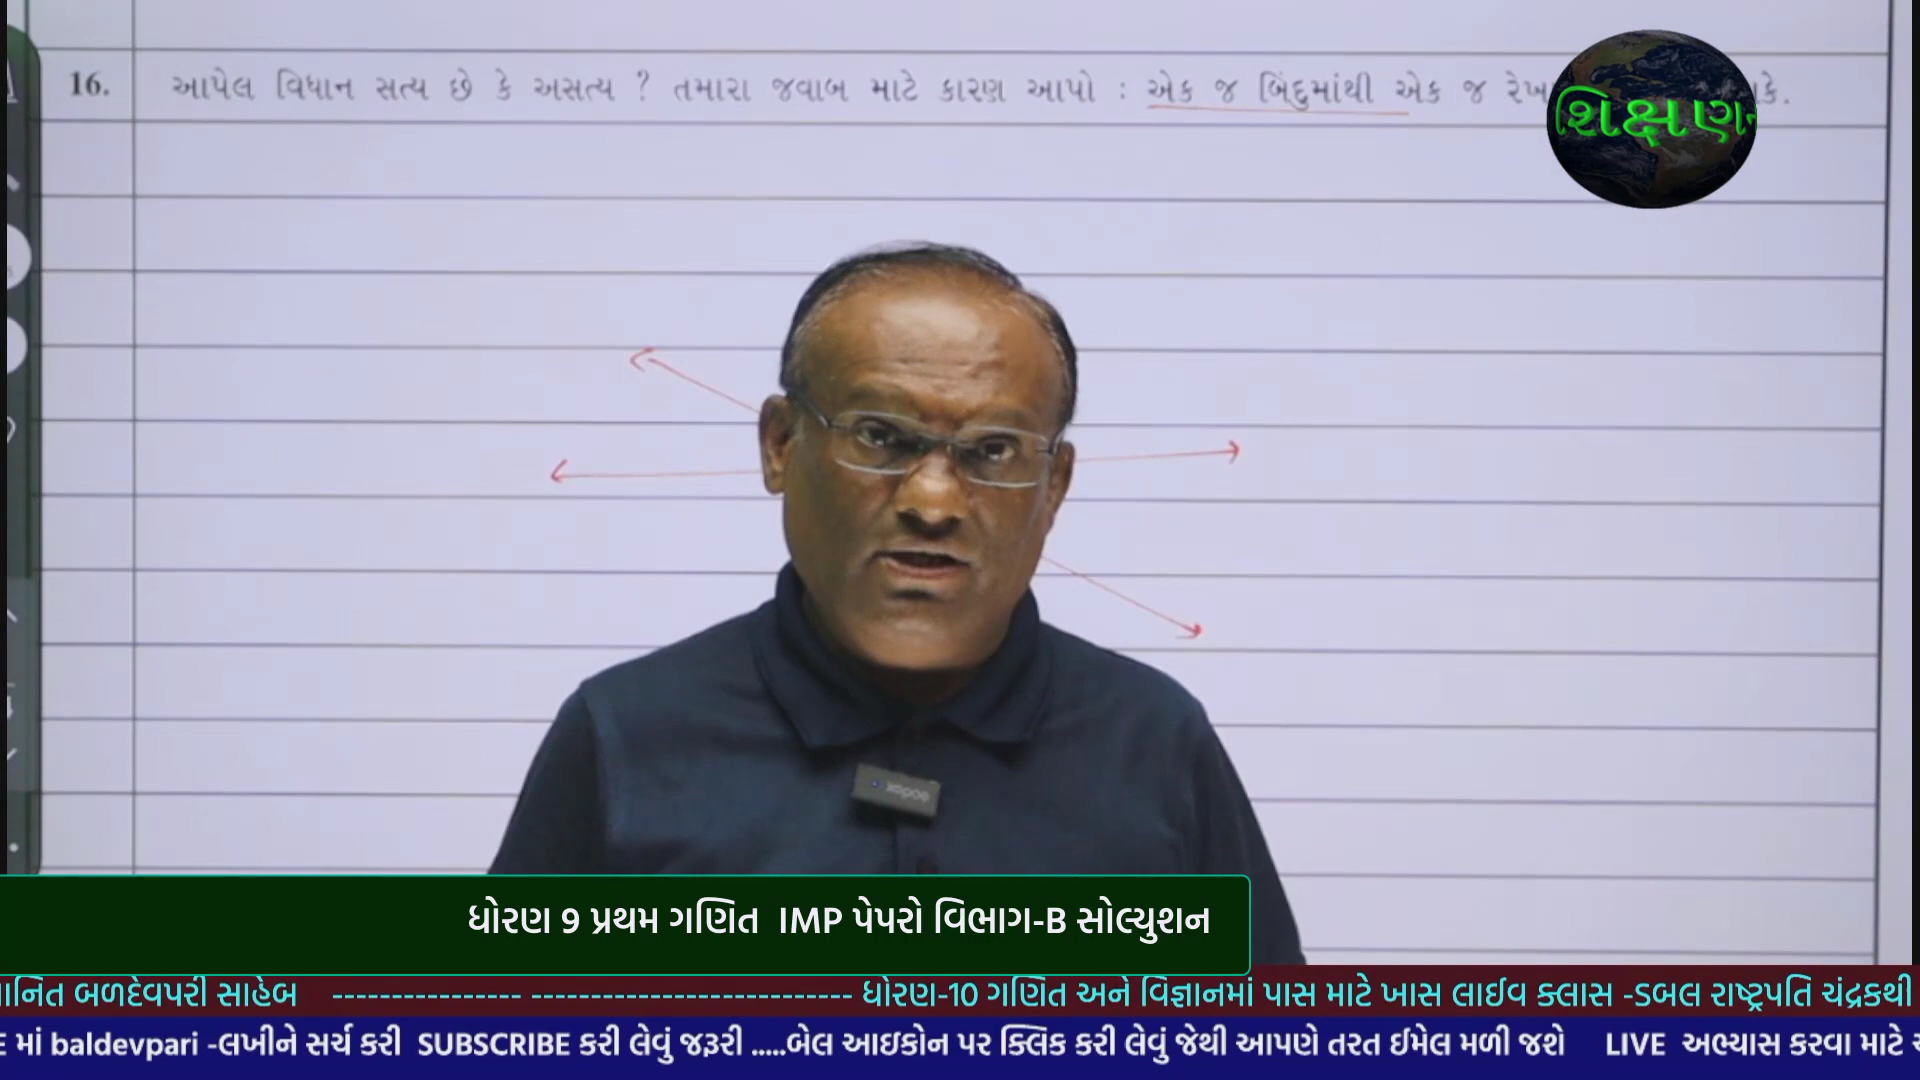 16. આપેલ વિધાન સત્ય છે કે અસત્ય ? તમારા જવાબ માટે કારણ આપો : એક જ બિંદુમાંથી એક જ
શિક્ષણ
ધોરણ 9 પ્રથમ ગણિત IMP પેપરો વિભાગ-B સોલ્યુશન
બળદેવપરી સાહેબ ---------------- --------------------------- ધોરણ-10 ગણિત અને વિજ્ઞાનમાં પાસ માટે ખાસ લાઈવ ક્લાસ -ડબલ રાષ્ટ્રપતિ ચંદ્રકથી
માં baldevpari -લખીને સર્ચ કરી SUBSCRIBE કરી લેવું જરૂરી .....બેલ આઇકોન પર ક્લિક કરી લેવું જેથી આપણે તરત ઈમેલ મળી જશે LIVE અભ્યાસ કરવા માટે